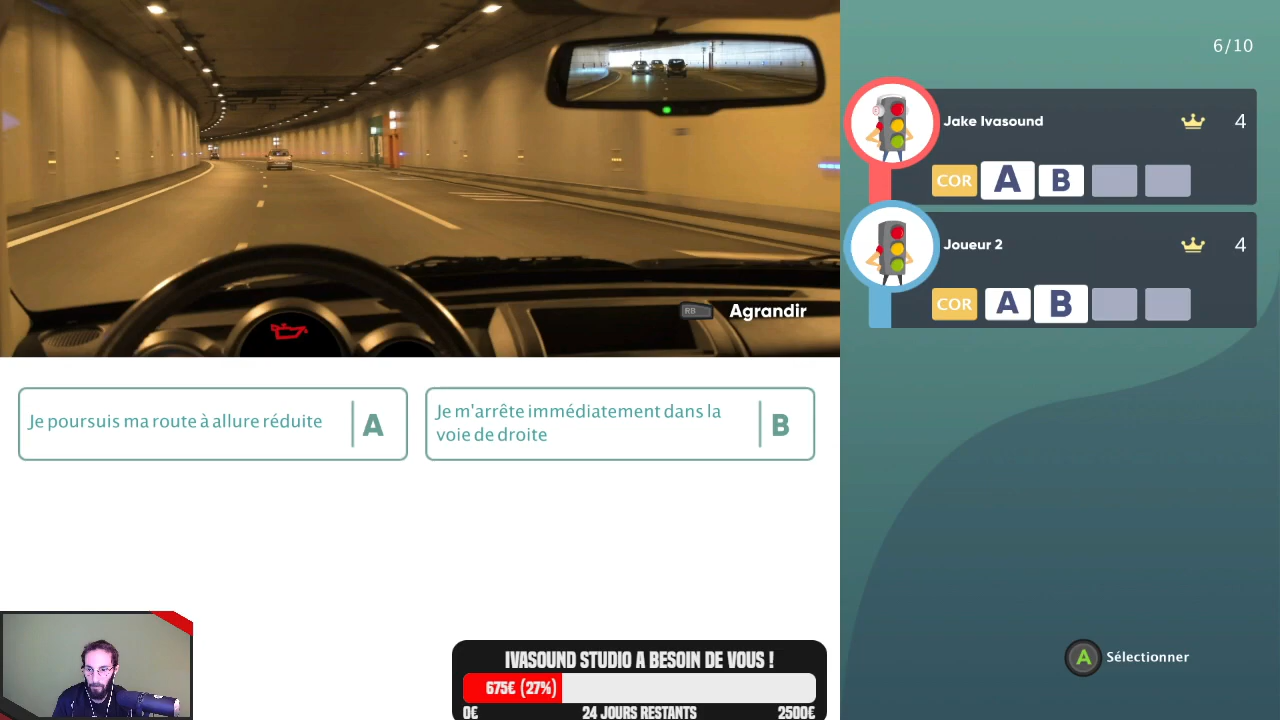 6/10
Jake Ivasound
4
COR A B
Joueur 2
4
COR A B
RB Agrandir
Je poursuis ma route à allure réduite A
Je m'arrête immédiatement dans la
voie de droite B
A Sélectionner
IVASOUND STUDIO A BESOIN DE VOUS !
675€ (27%)
0€ 24 JOURS RESTANTS 2500€